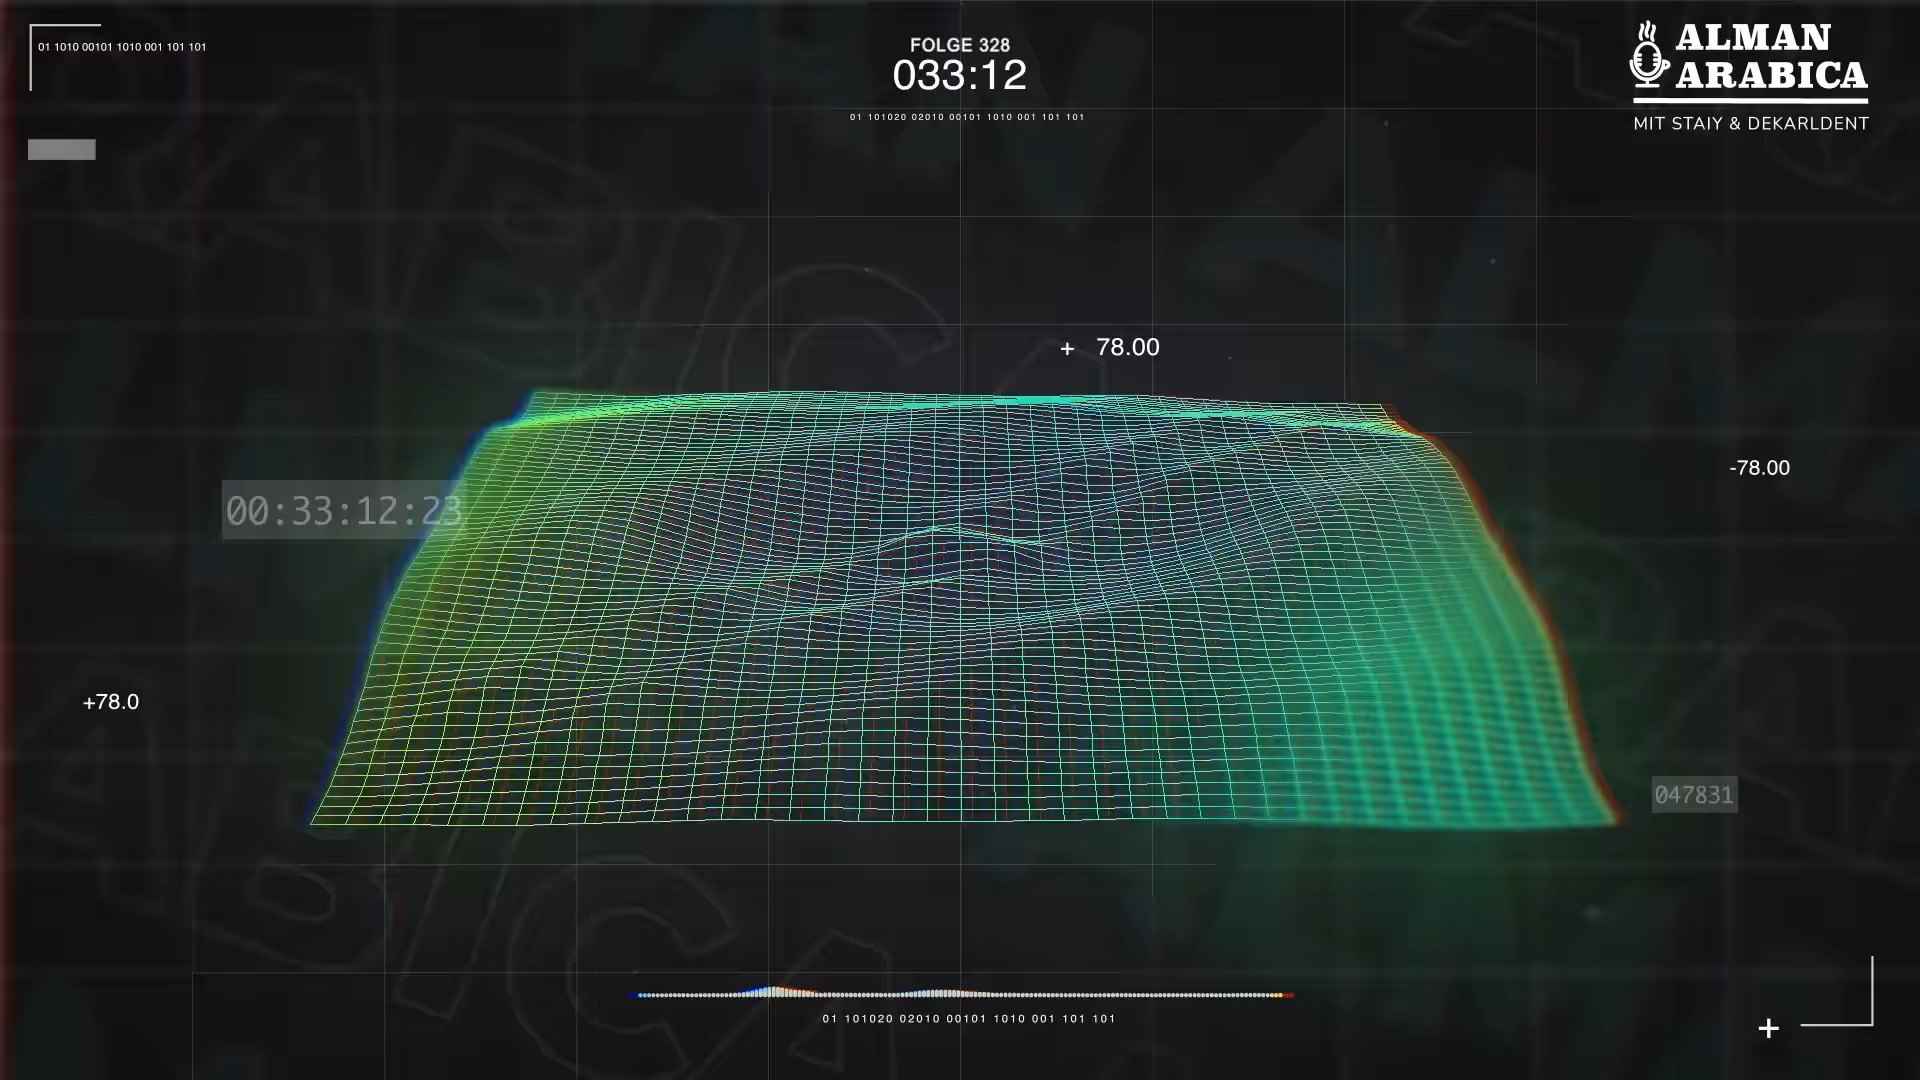 01 1010 00101 1010 001 101 101
FOLGE 328
033:12
01 101020 02010 00101 1010 001 101 101
ALMAN
ARABICA
MIT STAIY & DEKARLDENT
+ 78.00
-78.00
00:33:12:23
+78.0
047831
01 101020 02010 00101 1010 001 101 101
+